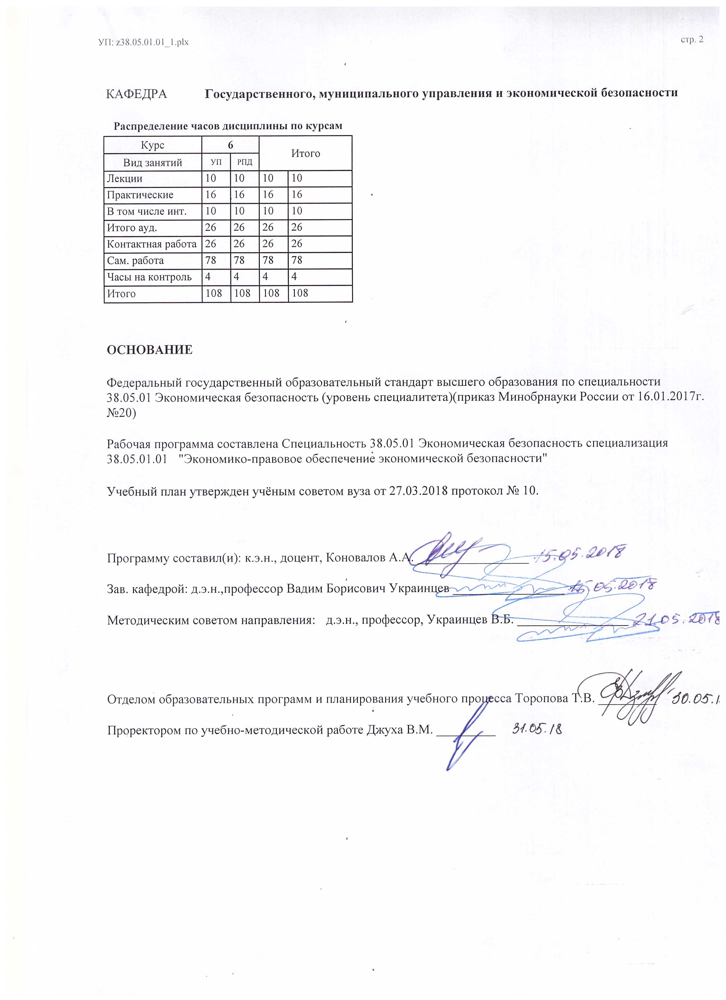 УП: z38.05.01.01_1.plx стр. 2
КАФЕДРА Государственного, муниципального управления и экономической безопасности
Распределение часов дисциплины по курсам
Курс 6 Итого
Вид занятий УП РПД
Лекции 10 10 10 10
Практические 16 16 16 16
В том числе инт. 10 10 10 10
Итого ауд. 26 26 26 26
Контактная работа 26 26 26 26
Сам. работа 78 78 78 78
Часы на контроль 4 4 4 4
Итого 108 108 108 108
ОСНОВАНИЕ
Федеральный государственный образовательный стандарт высшего образования по специальности
38.05.01 Экономическая безопасность (уровень специалитета)(приказ Минобрнауки России от 16.01.2017г.
№20)
Рабочая программа составлена Специальность 38.05.01 Экономическая безопасность специализация
38.05.01.01 "Экономико-правовое обеспечение экономической безопасности"
Учебный план утвержден учёным советом вуза от 27.03.2018 протокол № 10.
Программу составил(и): к.э.н., доцент, Коновалов А.А. __________________ 15.05.2018
Зав. кафедрой: д.э.н.,профессор Вадим Борисович Украинцев __________________ 15.05.2018
Методическим советом направления: д.э.н., профессор, Украинцев В.Б. __________________ 21.05.2018
Отделом образовательных программ и планирования учебного процесса Торопова Т.В. __________ 30.05.1
Проректором по учебно-методической работе Джуха В.М. __________ 31.05.18